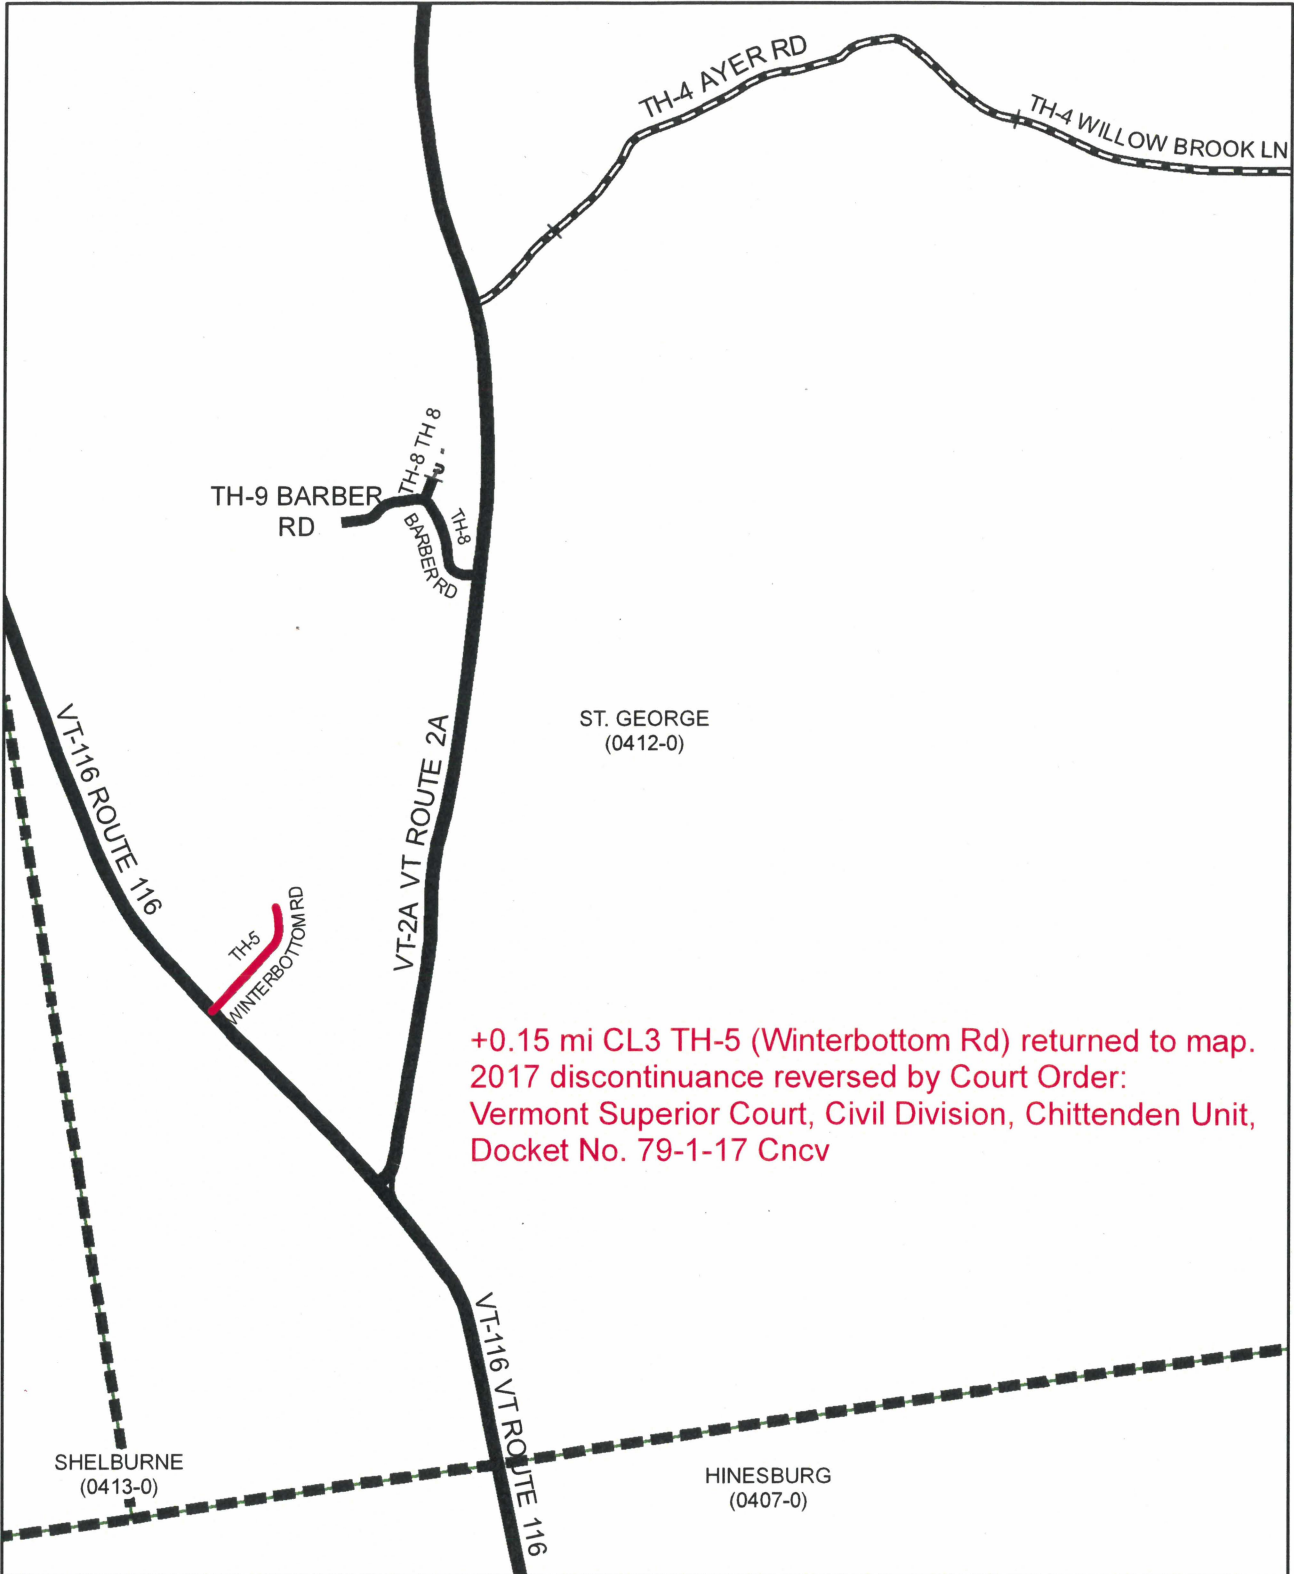 TH-4 AYER RD
TH-4 WILLOW BROOK LN
TH-8 TH 8
TH-9 BARBER
RD
TH-8
BARBER RD
VT-116 ROUTE 116
VT-2A VT ROUTE 2A
ST. GEORGE
(0412-0)
TH-5
WINTERBOTTOM RD
+0.15 mi CL3 TH-5 (Winterbottom Rd) returned to map.
2017 discontinuance reversed by Court Order:
Vermont Superior Court, Civil Division, Chittenden Unit,
Docket No. 79-1-17 Cncv
VT-116 VT ROUTE 116
SHELBURNE
(0413-0)
HINESBURG
(0407-0)